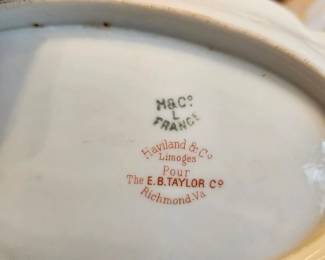 H&Cº
L
FRANCE
Haviland & Cº
Limoges
Pour
The E.B.TAYLOR Cº
Richmond.Va